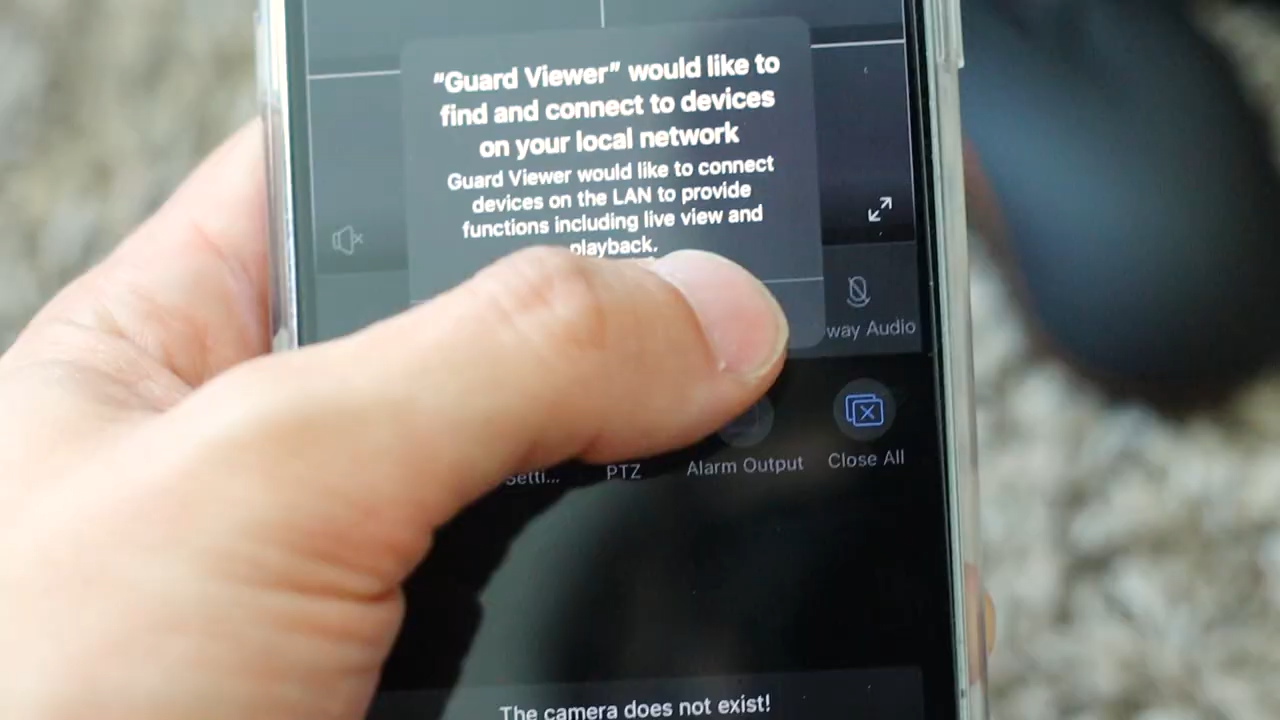 “Guard Viewer” would like to
find and connect to devices
on your local network
Guard Viewer would like to connect
devices on the LAN to provide
functions including live view and
playback.
way Audio
Setti...
PTZ
Alarm Output
Close All
The camera does not exist!